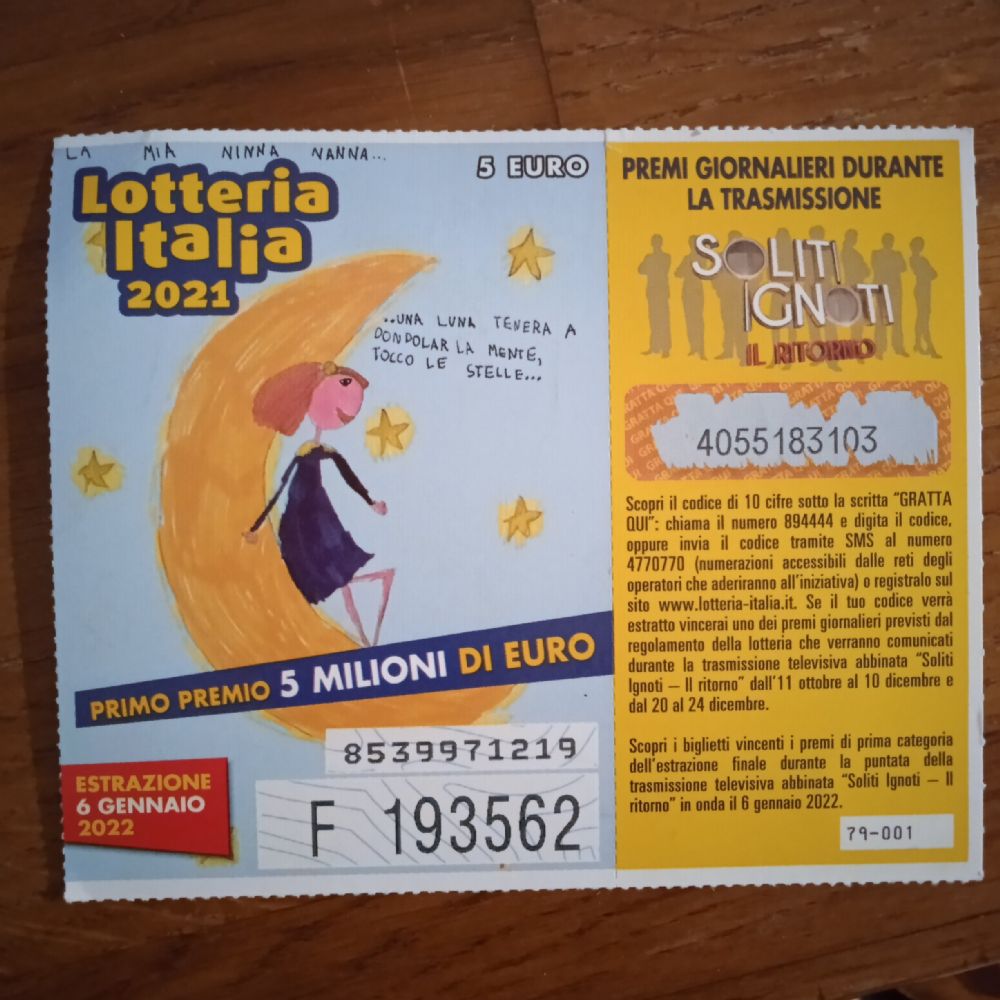 LA MIA NINNA NANNA...
Lotteria
Italia
2021
5 EURO
..UNA LUNA TENERA A
DONDOLAR LA MENTE,
TOCCO LE STELLE...
PRIMO PREMIO 5 MILIONI DI EURO
8539971219
ESTRAZIONE
6 GENNAIO
2022
F 193562
PREMI GIORNALIERI DURANTE
LA TRASMISSIONE
SOLITI
IGNOTI
IL RITORNO
4055183103
Scopri il codice di 10 cifre sotto la scritta "GRATTA
QUI": chiama il numero 894444 e digita il codice,
oppure invia il codice tramite SMS al numero
4770770 (numerazioni accessibili dalle reti degli
operatori che aderiranno all'iniziativa) o registralo sul
sito www.lotteria-italia.it. Se il tuo codice verrà
estratto vincerai uno dei premi giornalieri previsti dal
regolamento della lotteria che verranno comunicati
durante la trasmissione televisiva abbinata "Soliti
Ignoti – Il ritorno" dall'11 ottobre al 10 dicembre e
dal 20 al 24 dicembre.
Scopri i biglietti vincenti i premi di prima categoria
dell'estrazione finale durante la puntata della
trasmissione televisiva abbinata "Soliti Ignoti – Il
ritorno" in onda il 6 gennaio 2022.
79-001